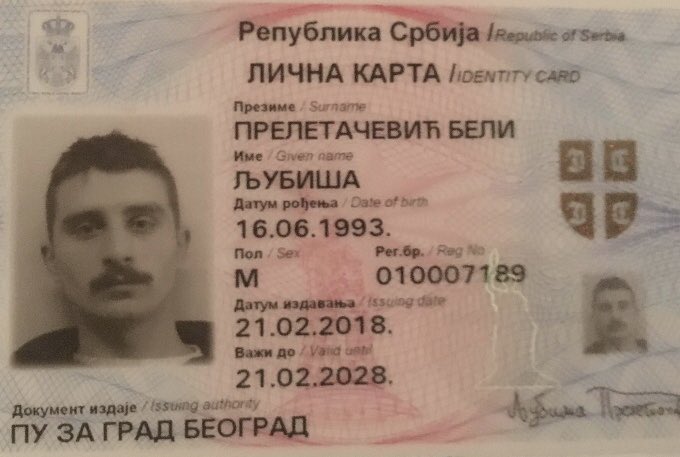 Република Србија / Republic of Serbia
ЛИЧНА КАРТА / IDENTITY CARD
Презиме / Surname
ПРЕЛЕТАЧЕВИЋ БЕЛИ
Име / Given name
ЉУБИША
Датум рођења / Date of birth
16.06.1993.
Пол / Sex Рег.бр. / Reg No
М 010007189
Датум издавања / Issuing date
21.02.2018.
Важи до / Valid until
21.02.2028.
Документ издаје / Issuing authority
ПУ ЗА ГРАД БЕОГРАД
Љубиша